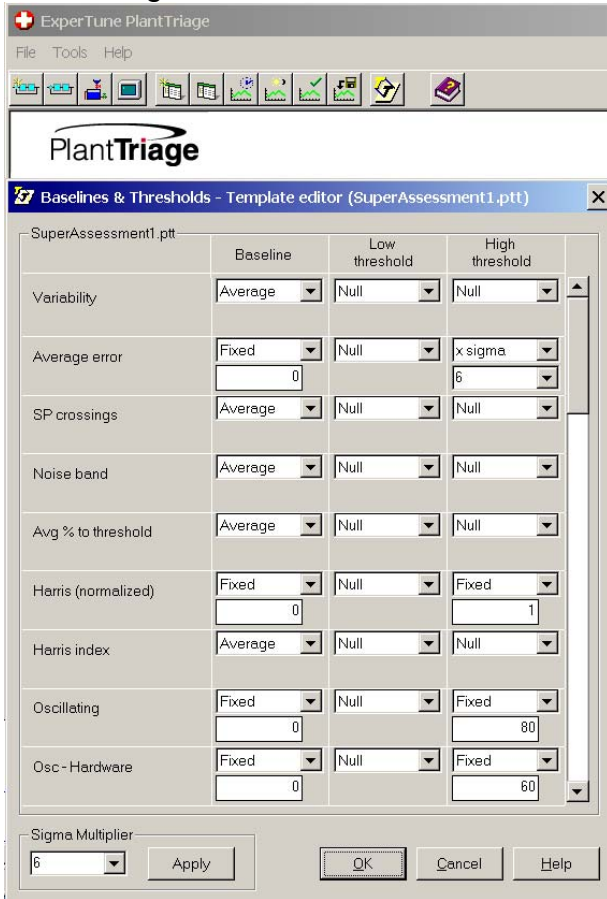 ExperTune PlantTriage
File Tools Help
PlantTriage
Baselines & Thresholds - Template editor (SuperAssessment1.ptt)
SuperAssessment1.ptt
Baseline Low threshold High threshold
Variability Average Null Null
Average error Fixed Null x sigma
0 6
SP crossings Average Null Null
Noise band Average Null Null
Avg % to threshold Average Null Null
Harris (normalized) Fixed Null Fixed
0 1
Harris index Average Null Null
Oscillating Fixed Null Fixed
0 80
Osc - Hardware Fixed Null Fixed
0 60
Sigma Multiplier
6 Apply OK Cancel Help